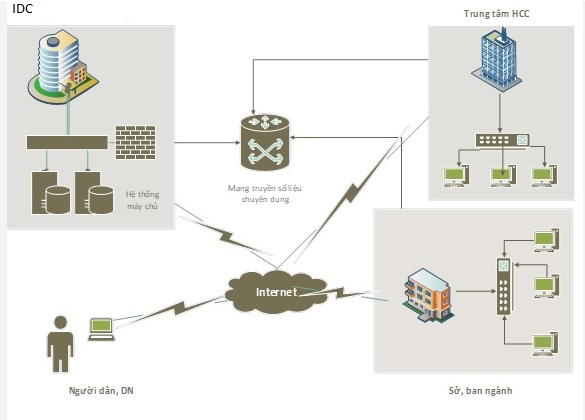 IDC
Trung tâm HCC
Hệ thống
máy chủ
Mạng truyền số liệu
chuyên dụng
Internet
Người dân, DN
Sở, ban ngành